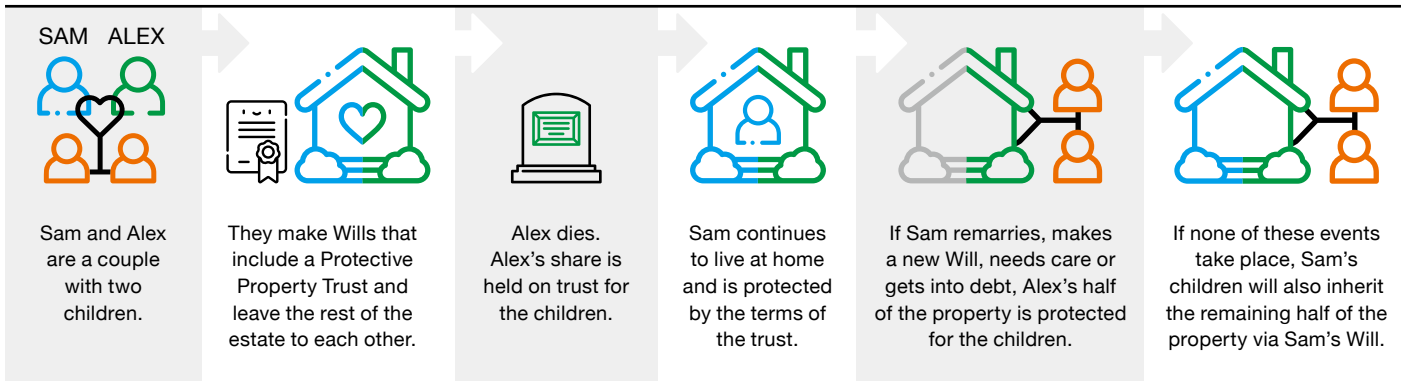 SAM ALEX
Sam and Alex
are a couple
with two
children.
They make Wills that
include a Protective
Property Trust and
leave the rest of the
estate to each other.
Alex dies.
Alex’s share is
held on trust for
the children.
Sam continues
to live at home
and is protected
by the terms of
the trust.
If Sam remarries, makes
a new Will, needs care or
gets into debt, Alex’s half
of the property is protected
for the children.
If none of these events
take place, Sam’s
children will also inherit
the remaining half of the
property via Sam’s Will.